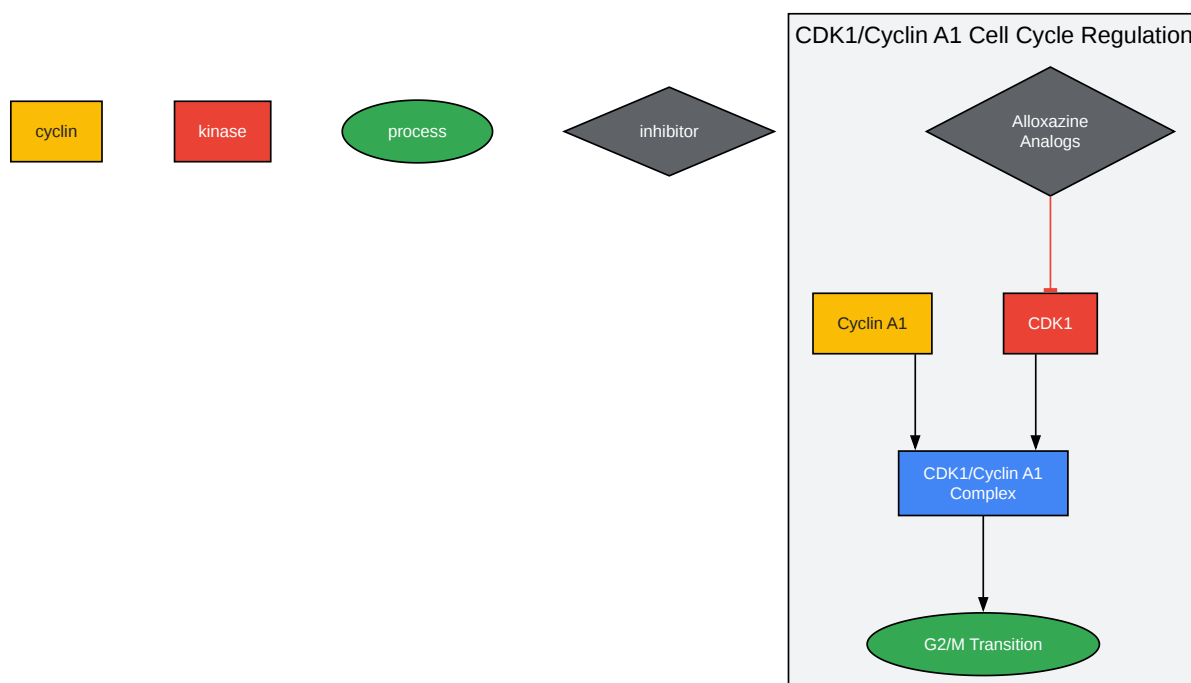 CDK1/Cyclin A1 Cell Cycle Regulation
cyclin
kinase
process
inhibitor
Alloxazine
Analogs
Cyclin A1
CDK1
CDK1/Cyclin A1
Complex
G2/M Transition